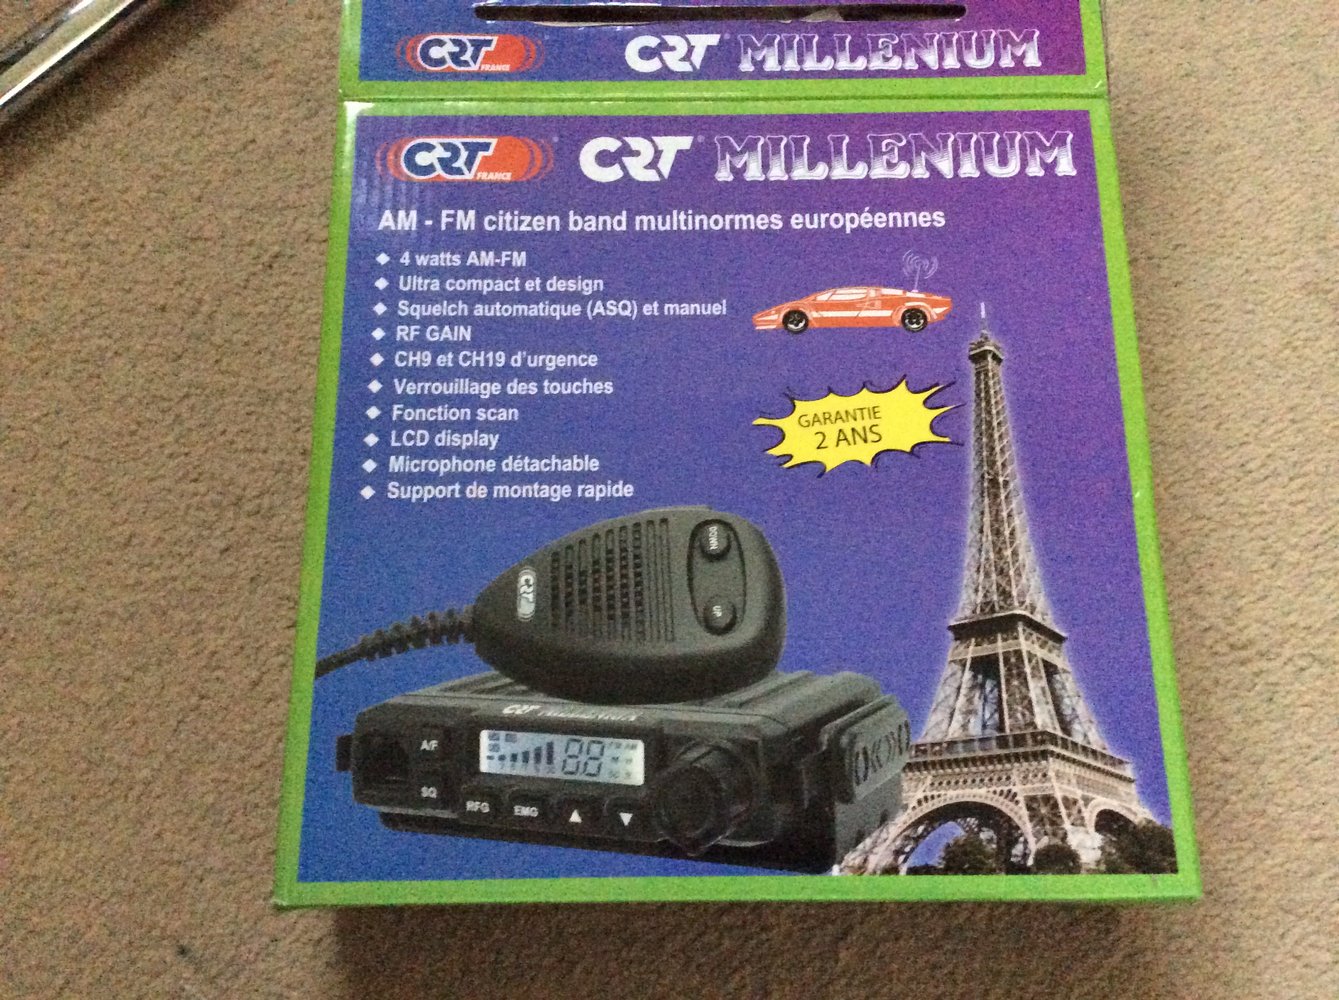 CRT FRANCE CRT® MILLENIUM
CRT FRANCE ® CRT® MILLENIUM
AM - FM citizen band multinormes européennes
◆ 4 watts AM-FM
◆ Ultra compact et design
◆ Squelch automatique (ASQ) et manuel
◆ RF GAIN
◆ CH9 et CH19 d'urgence
◆ Verrouillage des touches
◆ Fonction scan
◆ LCD display
◆ Microphone détachable
◆ Support de montage rapide
GARANTIE
2 ANS
DOWN
UP
CRT
CRT MILLENIUM
A/F
88
SQ
RFG EMG ▲ ▼